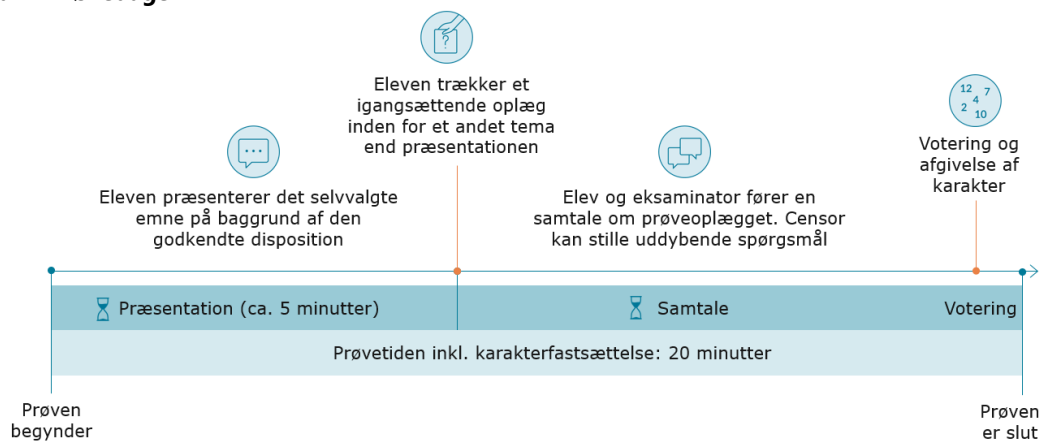 ?
Eleven trækker et
igangsættende oplæg
inden for et andet tema
end præsentationen
12 7
4
2 10
Votering og
afgivelse af
karakter
Eleven præsenterer det selvvalgte
emne på baggrund af den
godkendte disposition
Elev og eksaminator fører en
samtale om prøveoplægget. Censor
kan stille uddybende spørgsmål
Præsentation (ca. 5 minutter)
Samtale
Votering
Prøvetiden inkl. karakterfastsættelse: 20 minutter
Prøven
begynder
Prøven
er slut